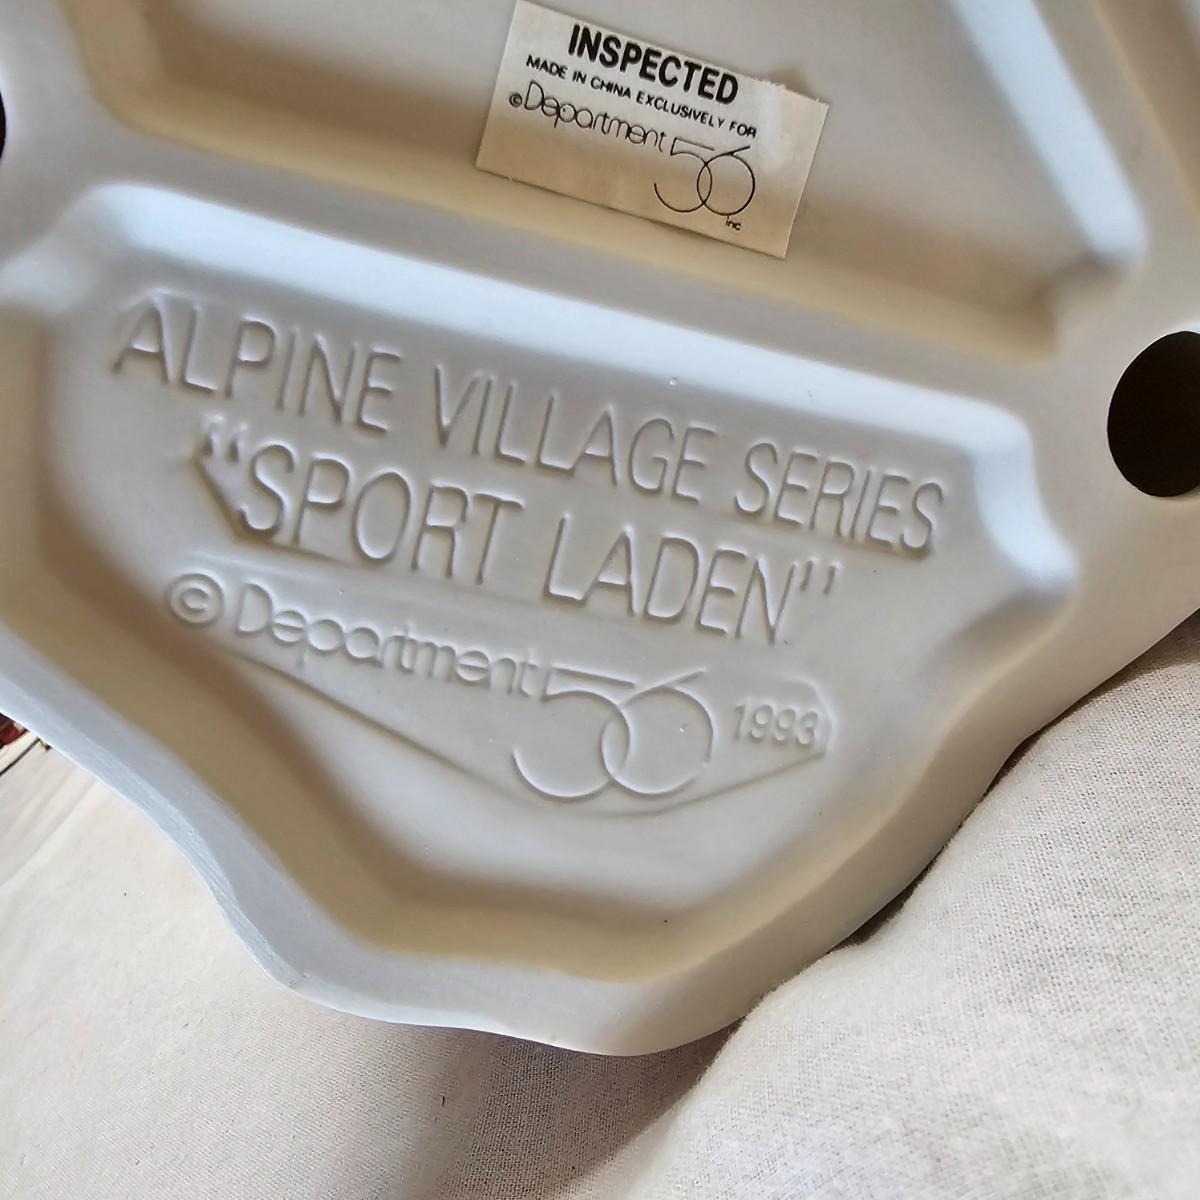 INSPECTED
MADE IN CHINA EXCLUSIVELY FOR
©Department 56
Inc
ALPINE VILLAGE SERIES
“SPORT LADEN”
© Department 56 1993